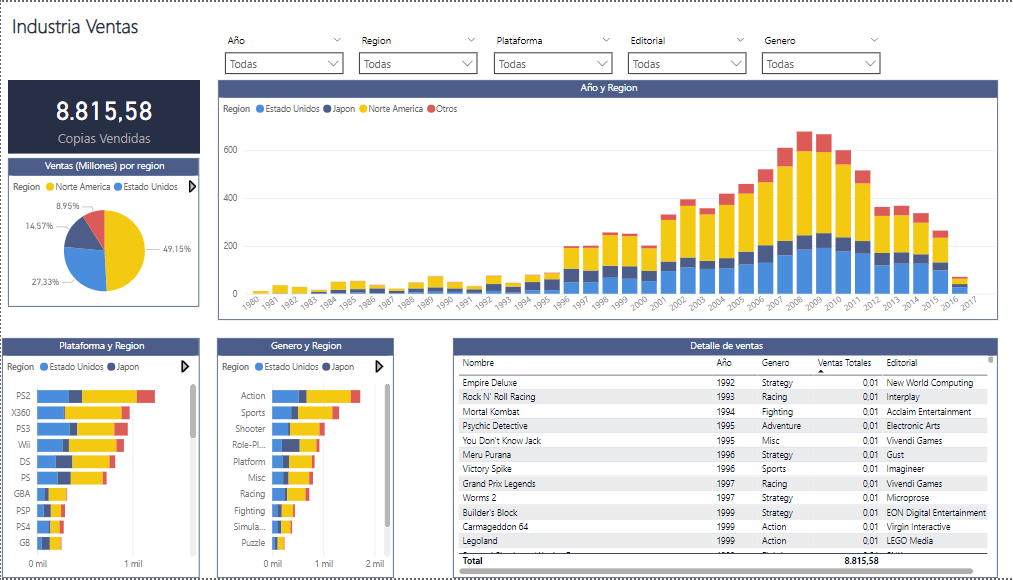 Industria Ventas
Año Region Plataforma Editorial Genero
Todas Todas Todas Todas Todas
8.815,58
Copias Vendidas
Año y Region
Region Estado Unidos Japon Norte America Otros
600
400
200
0
1980 1981 1982 1983 1984 1985 1986 1987 1988 1989 1990 1991 1992 1993 1994 1995 1996 1997 1998 1999 2000 2001 2002 2003 2004 2005 2006 2007 2008 2009 2010 2011 2012 2013 2014 2015 2016 2017
Ventas (Millones) por region
Region Norte America Estado Unidos
8,95%
14,57%
49,15%
27,33%
Plataforma y Region
Region Estado Unidos Japon
PS2
X360
PS3
Wii
DS
PS
GBA
PSP
PS4
GB
0 mil 1 mil
Genero y Region
Region Estado Unidos Japon
Action
Sports
Shooter
Role-Pl...
Platform
Misc
Racing
Fighting
Simula...
Puzzle
0 mil 1 mil 2 mil
Detalle de ventas
Nombre Año Genero Ventas Totales Editorial
Empire Deluxe 1992 Strategy 0,01 New World Computing
Rock N' Roll Racing 1993 Racing 0,01 Interplay
Mortal Kombat 1994 Fighting 0,01 Acclaim Entertainment
Psychic Detective 1995 Adventure 0,01 Electronic Arts
You Don't Know Jack 1995 Misc 0,01 Vivendi Games
Meru Purana 1996 Strategy 0,01 Gust
Victory Spike 1996 Sports 0,01 Imagineer
Grand Prix Legends 1997 Racing 0,01 Vivendi Games
Worms 2 1997 Strategy 0,01 Microprose
Builder's Block 1999 Strategy 0,01 EON Digital Entertainment
Carmageddon 64 1999 Action 0,01 Virgin Interactive
Legoland 1999 Action 0,01 LEGO Media
Total 8.815,58